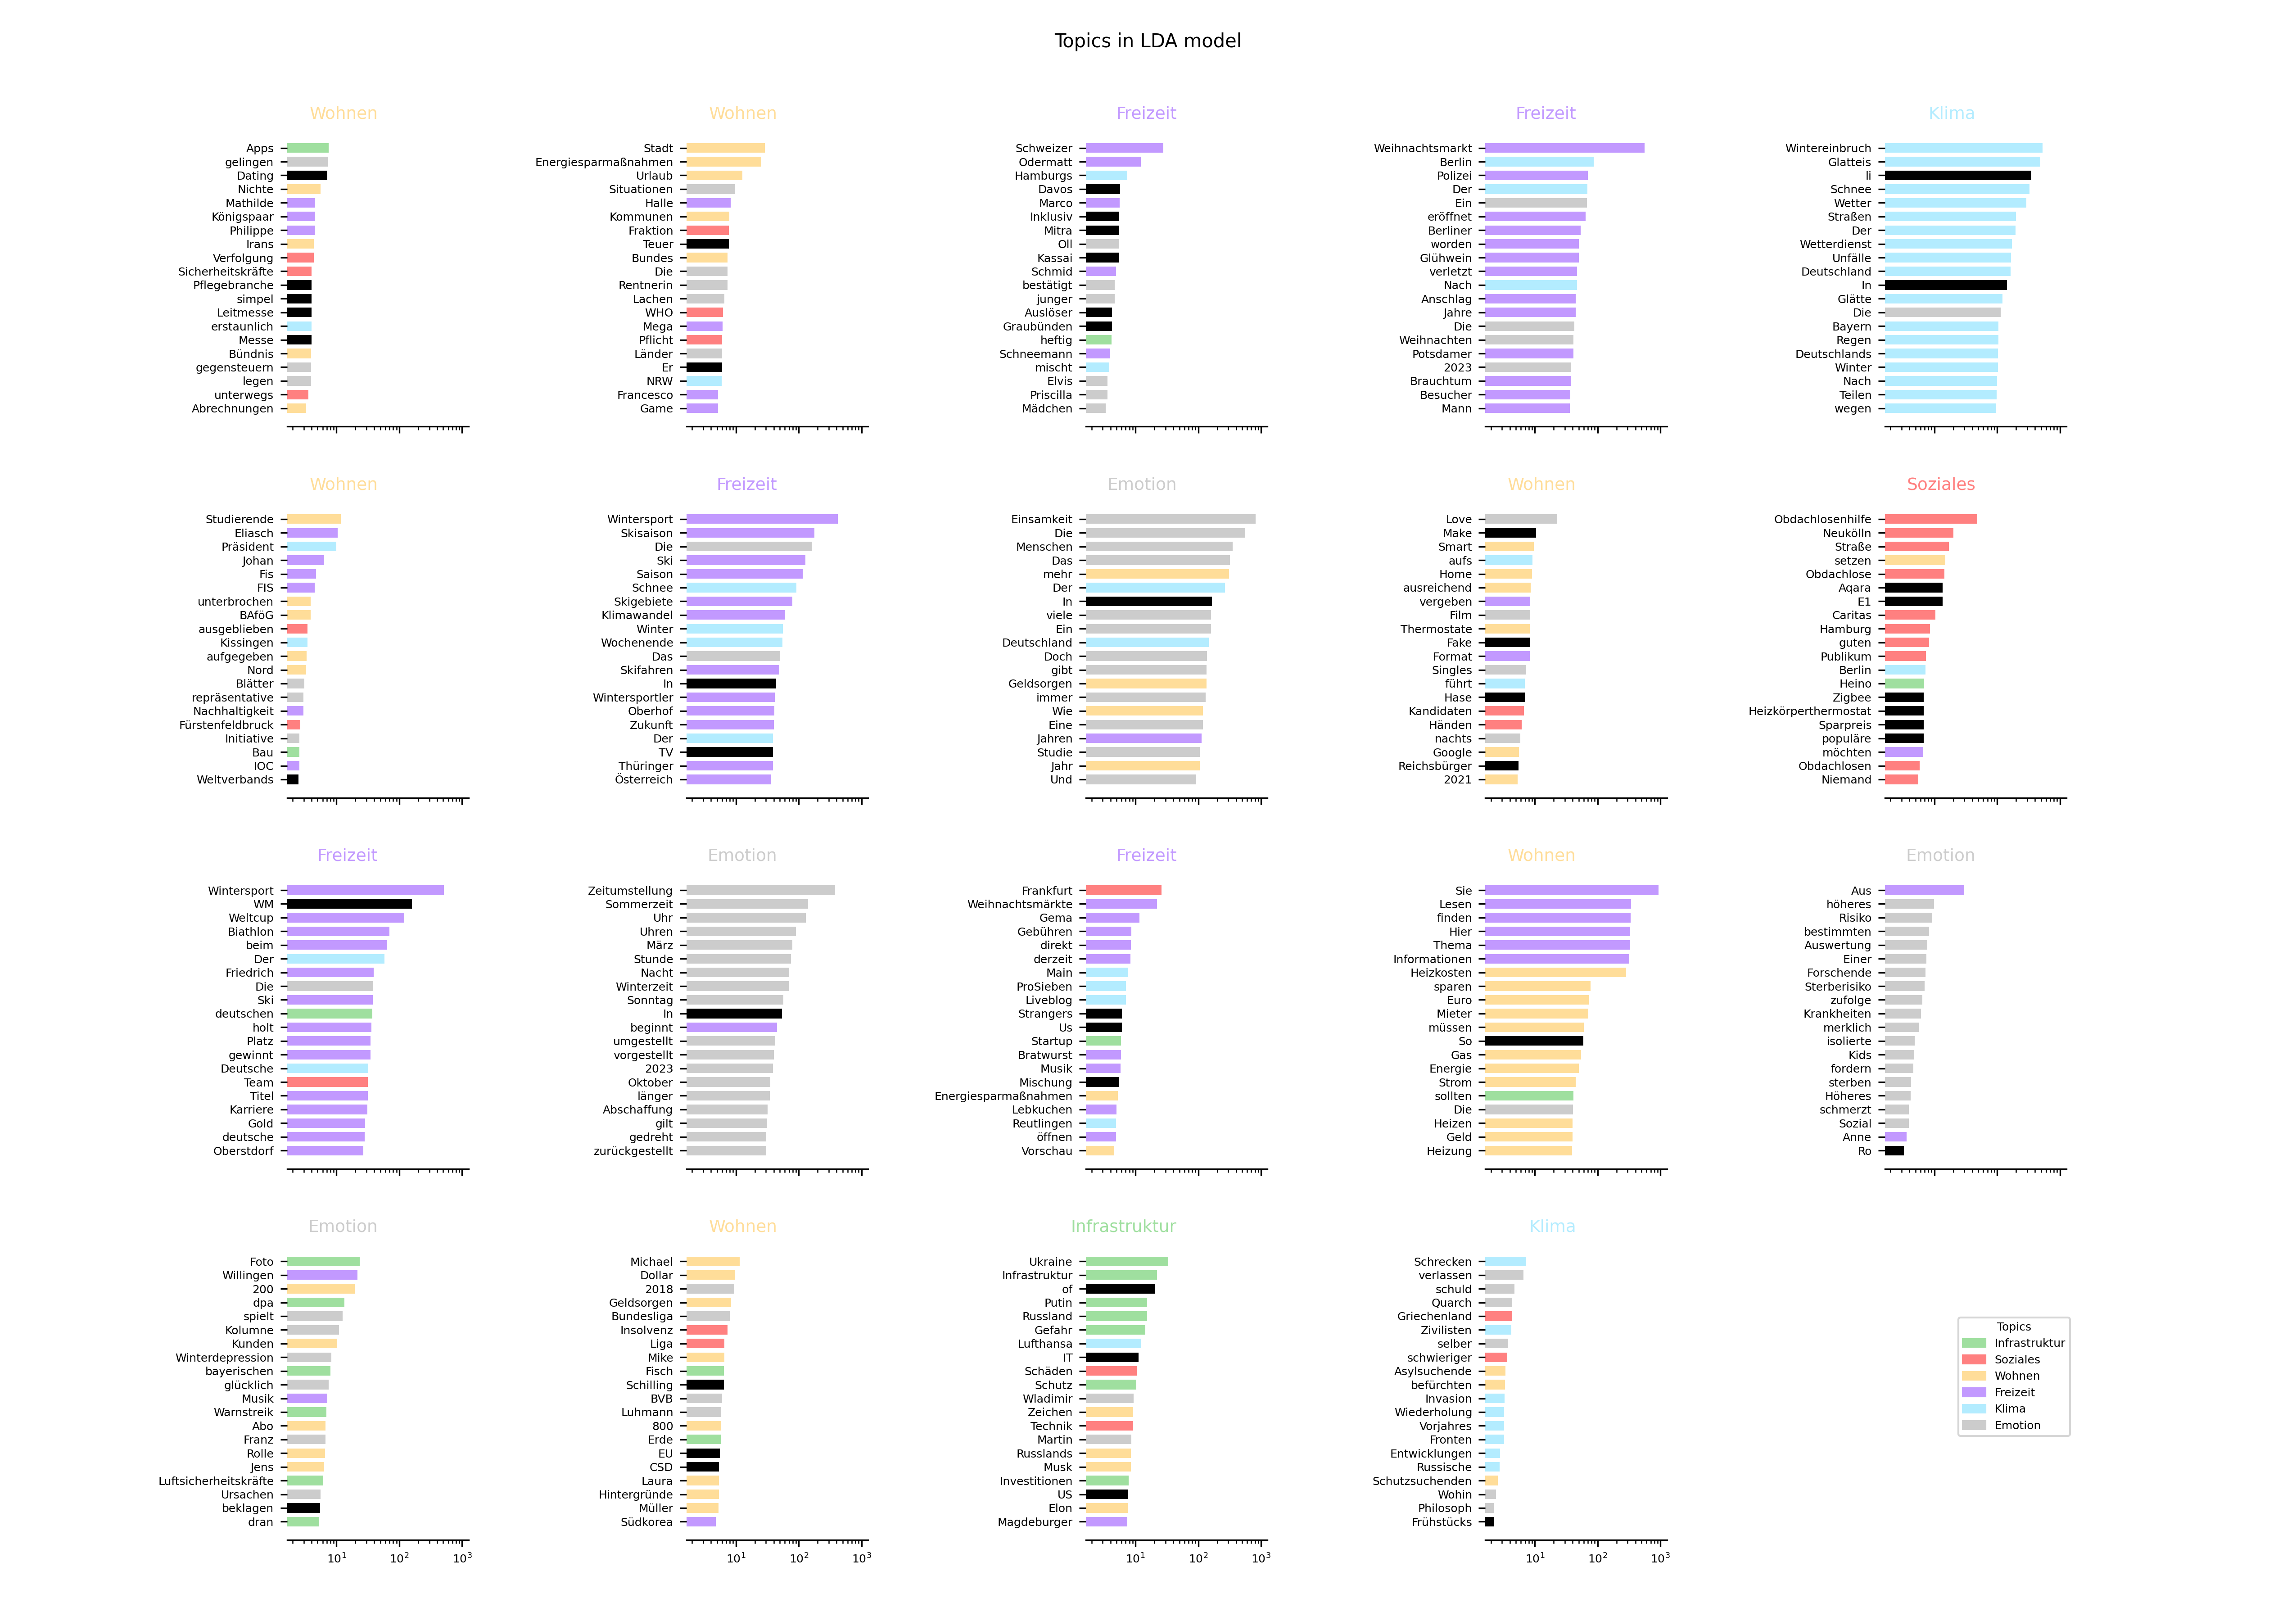 Topics in LDA model
Wohnen
Apps
gelingen
Dating
Nichte
Mathilde
Königspaar
Philippe
Irans
Verfolgung
Sicherheitskräfte
Pflegebranche
simpel
Leitmesse
erstaunlich
Messe
Bündnis
gegensteuern
legen
unterwegs
Abrechnungen
Wohnen
Stadt
Energiesparmaßnahmen
Urlaub
Situationen
Halle
Kommunen
Fraktion
Teuer
Bundes
Die
Rentnerin
Lachen
WHO
Mega
Pflicht
Länder
Er
NRW
Francesco
Game
Freizeit
Schweizer
Odermatt
Hamburgs
Davos
Marco
Inklusiv
Mitra
Oll
Kassai
Schmid
bestätigt
junger
Auslöser
Graubünden
heftig
Schneemann
mischt
Elvis
Priscilla
Mädchen
Freizeit
Weihnachtsmarkt
Berlin
Polizei
Der
Ein
eröffnet
Berliner
worden
Glühwein
verletzt
Nach
Anschlag
Jahre
Die
Weihnachten
Potsdamer
2023
Brauchtum
Besucher
Mann
Klima
Wintereinbruch
Glatteis
li
Schnee
Wetter
Straßen
Der
Wetterdienst
Unfälle
Deutschland
In
Glätte
Die
Bayern
Regen
Deutschlands
Winter
Nach
Teilen
wegen
Wohnen
Studierende
Eliasch
Präsident
Johan
Fis
FIS
unterbrochen
BAföG
ausgeblieben
Kissingen
aufgegeben
Nord
Blätter
repräsentative
Nachhaltigkeit
Fürstenfeldbruck
Initiative
Bau
IOC
Weltverbands
Freizeit
Wintersport
Skisaison
Die
Ski
Saison
Schnee
Skigebiete
Klimawandel
Winter
Wochenende
Das
Skifahren
In
Wintersportler
Oberhof
Zukunft
Der
TV
Thüringer
Österreich
Emotion
Einsamkeit
Die
Menschen
Das
mehr
Der
In
viele
Ein
Deutschland
Doch
gibt
Geldsorgen
immer
Wie
Eine
Jahren
Studie
Jahr
Und
Wohnen
Love
Make
Smart
aufs
Home
ausreichend
vergeben
Film
Thermostate
Fake
Format
Singles
führt
Hase
Kandidaten
Händen
nachts
Google
Reichsbürger
2021
Soziales
Obdachlosenhilfe
Neukölln
Straße
setzen
Obdachlose
Aqara
E1
Caritas
Hamburg
guten
Publikum
Berlin
Heino
Zigbee
Heizkörperthermostat
Sparpreis
populäre
möchten
Obdachlosen
Niemand
Freizeit
Wintersport
WM
Weltcup
Biathlon
beim
Der
Friedrich
Die
Ski
deutschen
holt
Platz
gewinnt
Deutsche
Team
Titel
Karriere
Gold
deutsche
Oberstdorf
Emotion
Zeitumstellung
Sommerzeit
Uhr
Uhren
März
Stunde
Nacht
Winterzeit
Sonntag
In
beginnt
umgestellt
vorgestellt
2023
Oktober
länger
Abschaffung
gilt
gedreht
zurückgestellt
Freizeit
Frankfurt
Weihnachtsmärkte
Gema
Gebühren
direkt
derzeit
Main
ProSieben
Liveblog
Strangers
Us
Startup
Bratwurst
Musik
Mischung
Energiesparmaßnahmen
Lebkuchen
Reutlingen
öffnen
Vorschau
Wohnen
Sie
Lesen
finden
Hier
Thema
Informationen
Heizkosten
sparen
Euro
Mieter
müssen
So
Gas
Energie
Strom
sollten
Die
Heizen
Geld
Heizung
Emotion
Aus
höheres
Risiko
bestimmten
Auswertung
Einer
Forschende
Sterberisiko
zufolge
Krankheiten
merklich
isolierte
Kids
fordern
sterben
Höheres
schmerzt
Sozial
Anne
Ro
Emotion
Foto
Willingen
200
dpa
spielt
Kolumne
Kunden
Winterdepression
bayerischen
glücklich
Musik
Warnstreik
Abo
Franz
Rolle
Jens
Luftsicherheitskräfte
Ursachen
beklagen
dran
10¹ 10² 10³
Wohnen
Michael
Dollar
2018
Geldsorgen
Bundesliga
Insolvenz
Liga
Mike
Fisch
Schilling
BVB
Luhmann
800
Erde
EU
CSD
Laura
Hintergründe
Müller
Südkorea
10¹ 10² 10³
Infrastruktur
Ukraine
Infrastruktur
of
Putin
Russland
Gefahr
Lufthansa
IT
Schäden
Schutz
Wladimir
Zeichen
Technik
Martin
Russlands
Musk
Investitionen
US
Elon
Magdeburger
10¹ 10² 10³
Klima
Schrecken
verlassen
schuld
Quarch
Griechenland
Zivilisten
selber
schwieriger
Asylsuchende
befürchten
Invasion
Wiederholung
Vorjahres
Fronten
Entwicklungen
Russische
Schutzsuchenden
Wohin
Philosoph
Frühstücks
10¹ 10² 10³
Topics
Infrastruktur
Soziales
Wohnen
Freizeit
Klima
Emotion